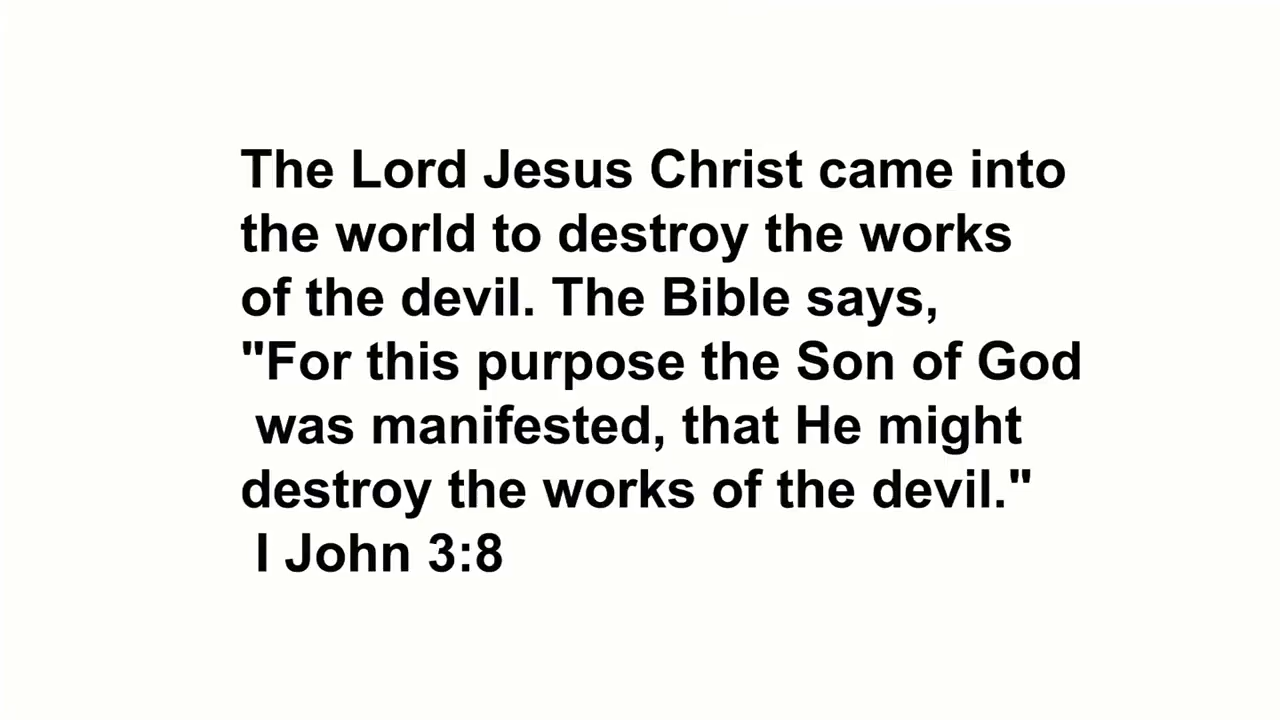 The Lord Jesus Christ came into
the world to destroy the works
of the devil. The Bible says,
"For this purpose the Son of God
was manifested, that He might
destroy the works of the devil."
I John 3:8